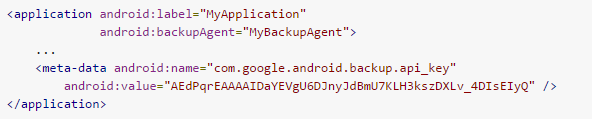 <application android:label="MyApplication"
android:backupAgent="MyBackupAgent">
...
<meta-data android:name="com.google.android.backup.api_key"
android:value="AEdPqrEAAAAIDaYEVgU6DJnyJdBmU7KLH3kszDXLv_4DIsEIyQ" />
</application>